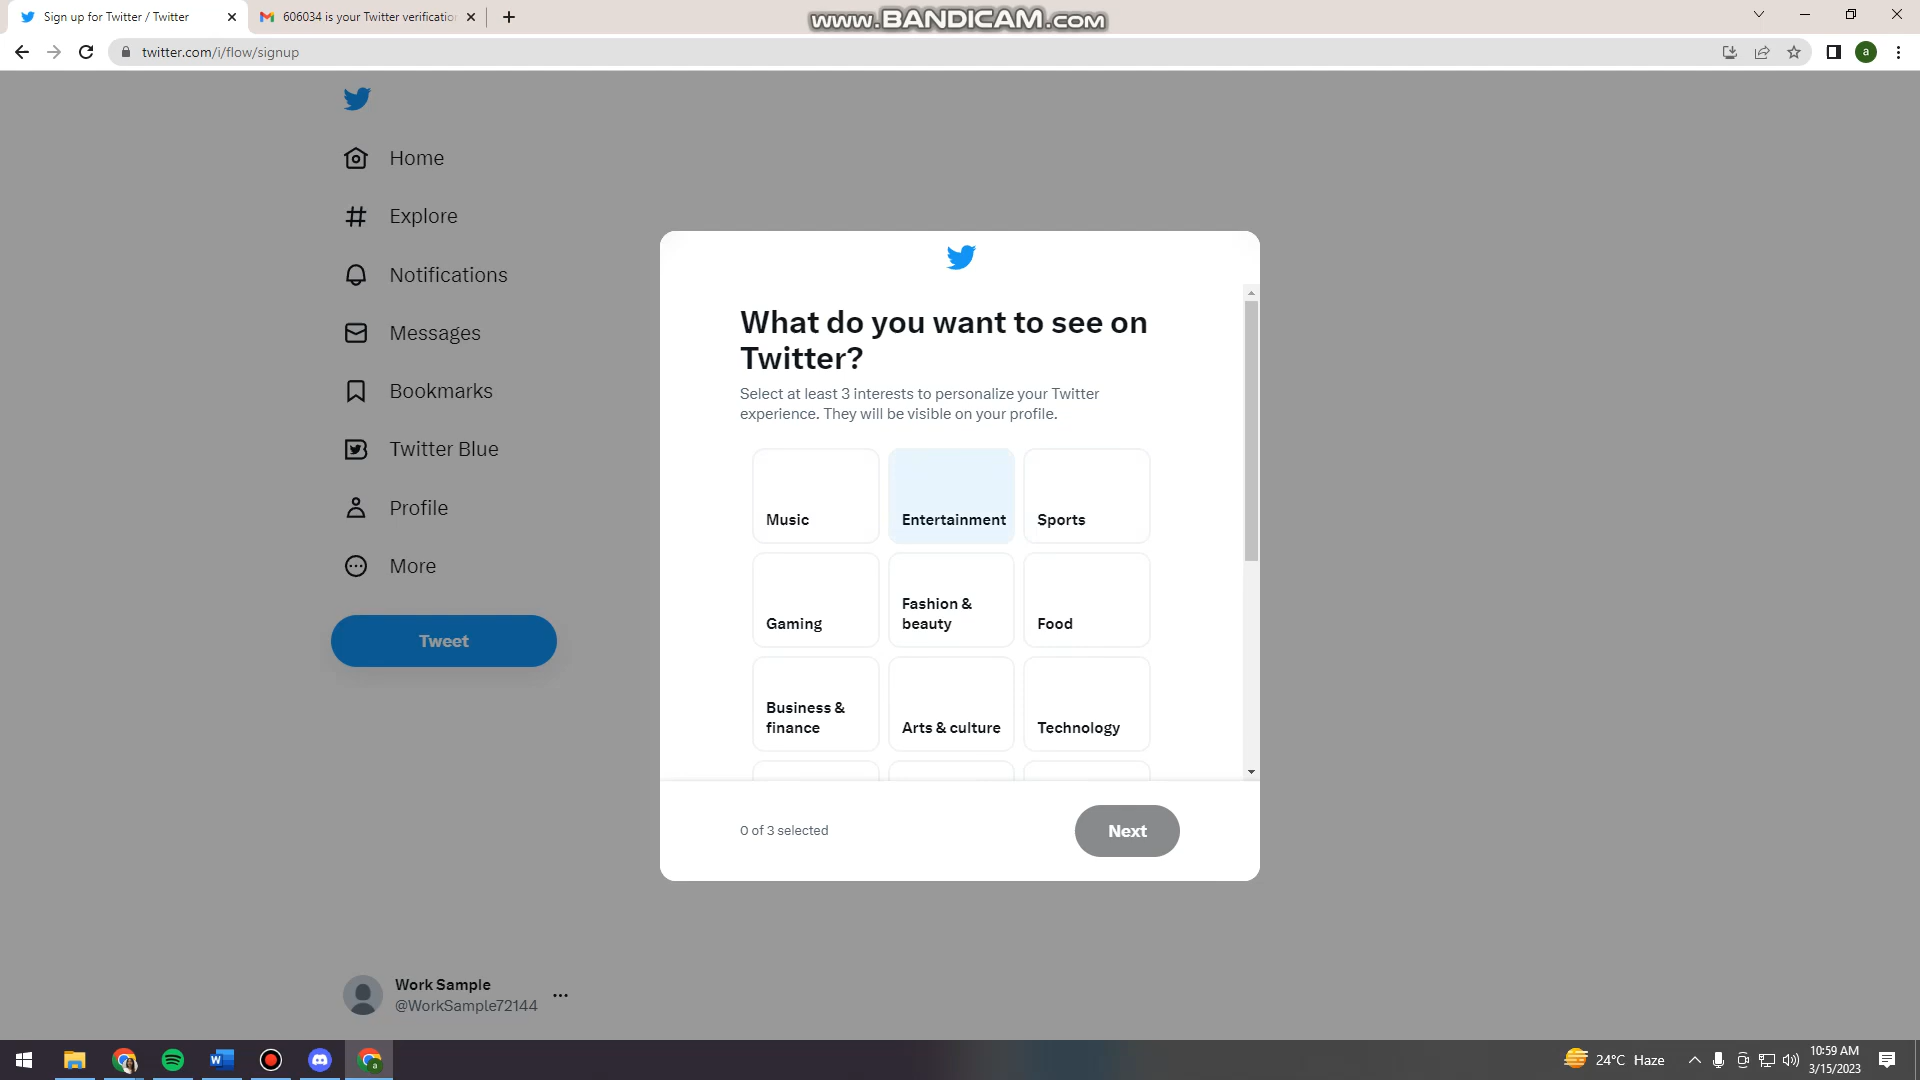 Sign up for Twitter / Twitter
606034 is your Twitter verificatio
www.BANDICAM.com
twitter.com/i/flow/signup
a
Home
Explore
Notifications
Messages
Bookmarks
Twitter Blue
Profile
More
Tweet
What do you want to see on
Twitter?
Select at least 3 interests to personalize your Twitter
experience. They will be visible on your profile.
Music
Entertainment
Sports
Gaming
Fashion &
beauty
Food
Business &
finance
Arts & culture
Technology
0 of 3 selected
Next
Work Sample
@WorkSample72144
24°C Haze
10:59 AM
3/15/2023